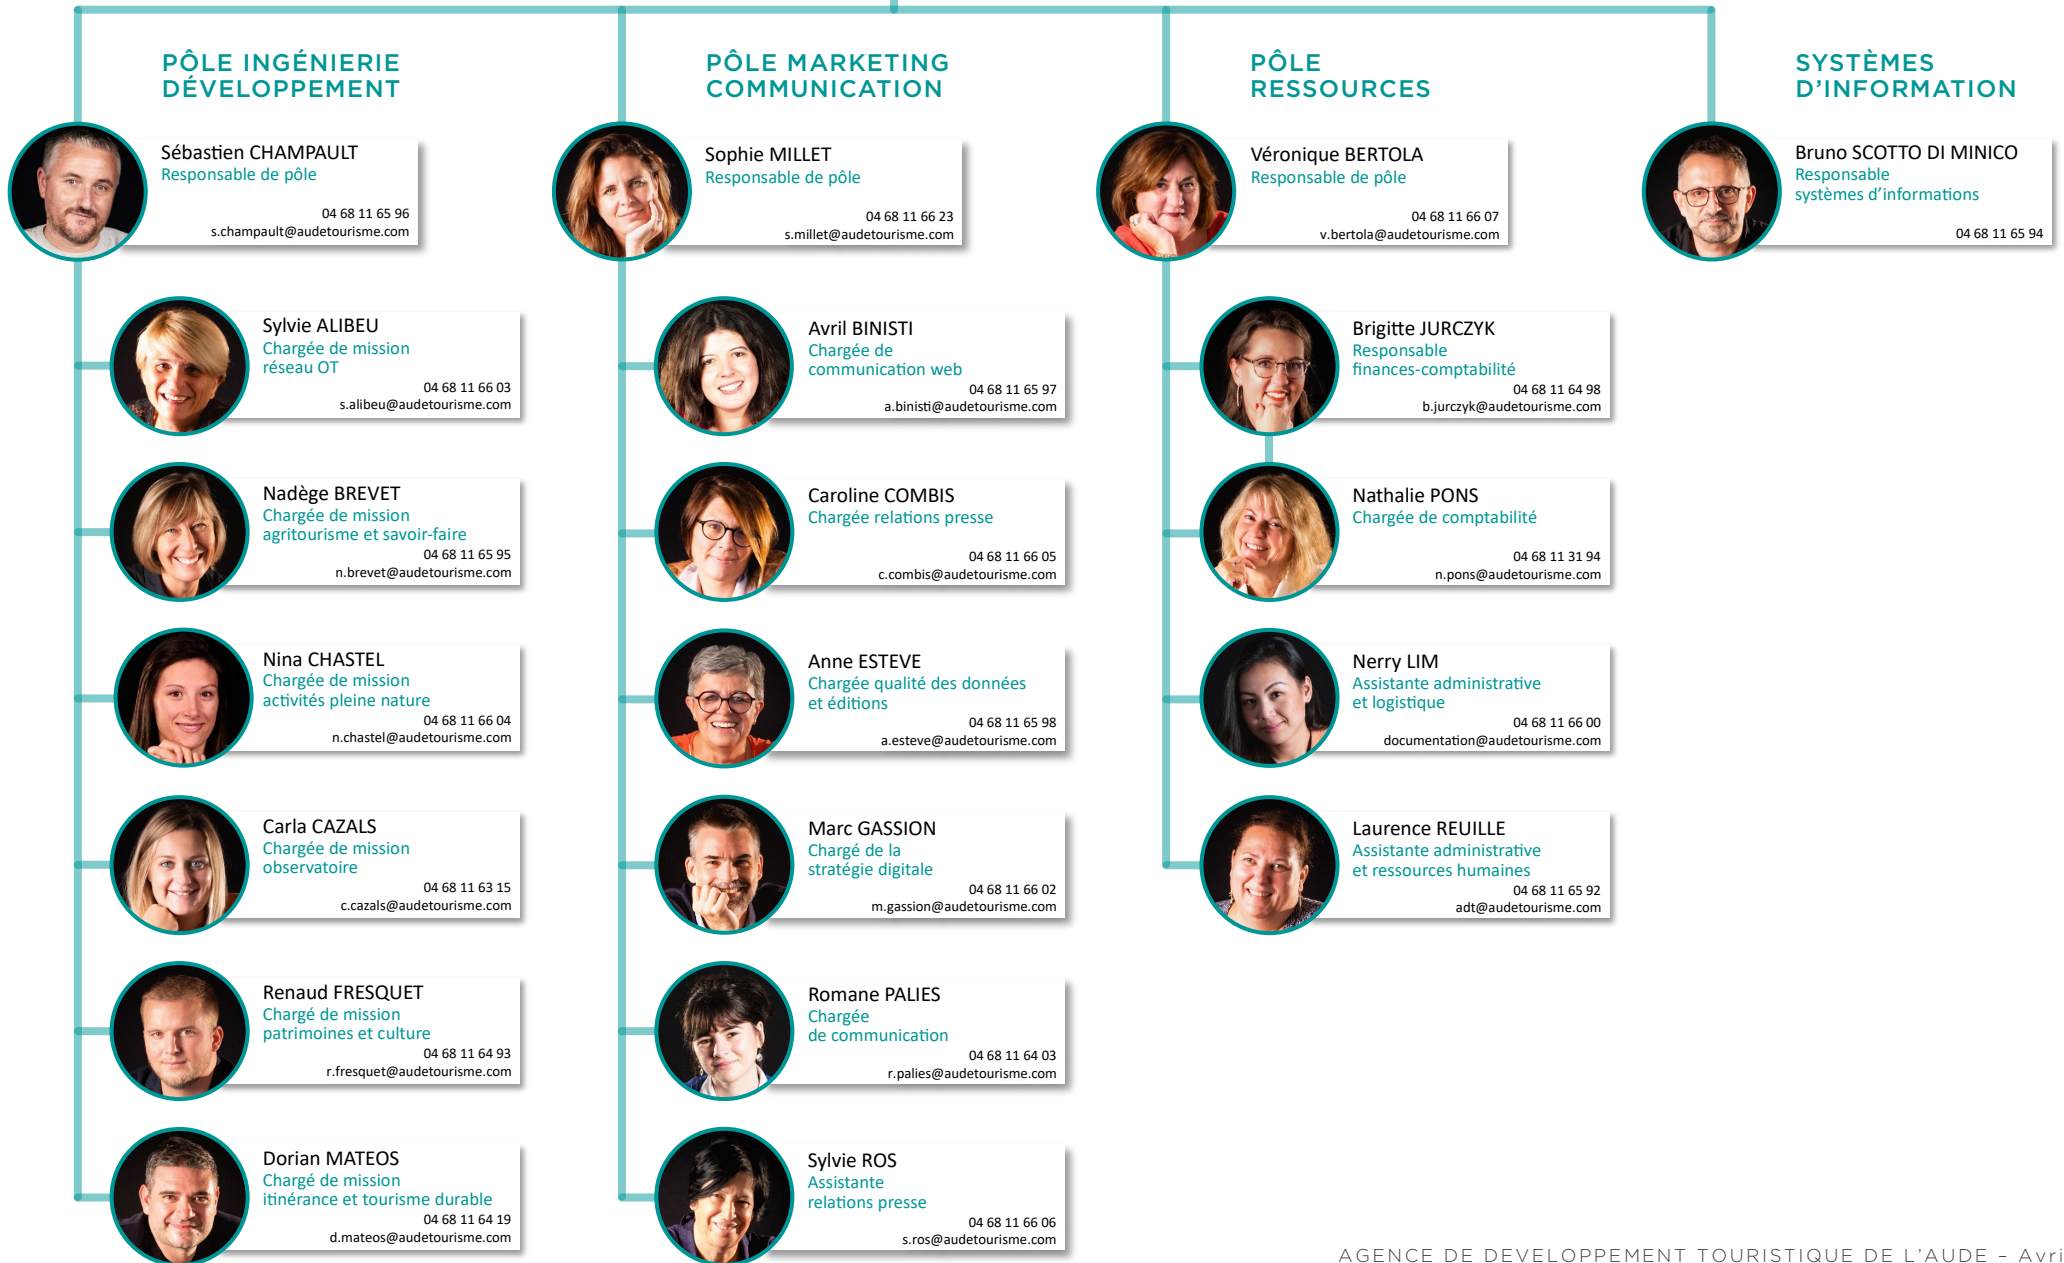 PÔLE INGÉNIERIE
DÉVELOPPEMENT
Sébastien CHAMPAULT
Responsable de pôle
04 68 11 65 96
s.champault@audetourisme.com
Sylvie ALIBEU
Chargée de mission
réseau OT
04 68 11 66 03
s.alibeu@audetourisme.com
Nadège BREVET
Chargée de mission
agritourisme et savoir-faire
04 68 11 65 95
n.brevet@audetourisme.com
Nina CHASTEL
Chargée de mission
activités pleine nature
04 68 11 66 04
n.chastel@audetourisme.com
Carla CAZALS
Chargée de mission
observatoire
04 68 11 63 15
c.cazals@audetourisme.com
Renaud FRESQUET
Chargé de mission
patrimoines et culture
04 68 11 64 93
r.fresquet@audetourisme.com
Dorian MATEOS
Chargé de mission
itinérance et tourisme durable
04 68 11 64 19
d.mateos@audetourisme.com
PÔLE MARKETING
COMMUNICATION
Sophie MILLET
Responsable de pôle
04 68 11 66 23
s.millet@audetourisme.com
Avril BINISTI
Chargée de
communication web
04 68 11 65 97
a.binisti@audetourisme.com
Caroline COMBIS
Chargée relations presse
04 68 11 66 05
c.combis@audetourisme.com
Anne ESTEVE
Chargée qualité des données
et éditions
04 68 11 65 98
a.esteve@audetourisme.com
Marc GASSION
Chargé de la
stratégie digitale
04 68 11 66 02
m.gassion@audetourisme.com
Romane PALIES
Chargée
de communication
04 68 11 64 03
r.palies@audetourisme.com
Sylvie ROS
Assistante
relations presse
04 68 11 66 06
s.ros@audetourisme.com
PÔLE
RESSOURCES
Véronique BERTOLA
Responsable de pôle
04 68 11 66 07
v.bertola@audetourisme.com
Brigitte JURCZYK
Responsable
finances-comptabilité
04 68 11 64 98
b.jurczyk@audetourisme.com
Nathalie PONS
Chargée de comptabilité
04 68 11 31 94
n.pons@audetourisme.com
Nerry LIM
Assistante administrative
et logistique
04 68 11 66 00
documentation@audetourisme.com
Laurence REUILLE
Assistante administrative
et ressources humaines
04 68 11 65 92
adt@audetourisme.com
SYSTÈMES
D'INFORMATION
Bruno SCOTTO DI MINICO
Responsable
systèmes d'informations
04 68 11 65 94
AGENCE DE DEVELOPPEMENT TOURISTIQUE DE L'AUDE – Avri